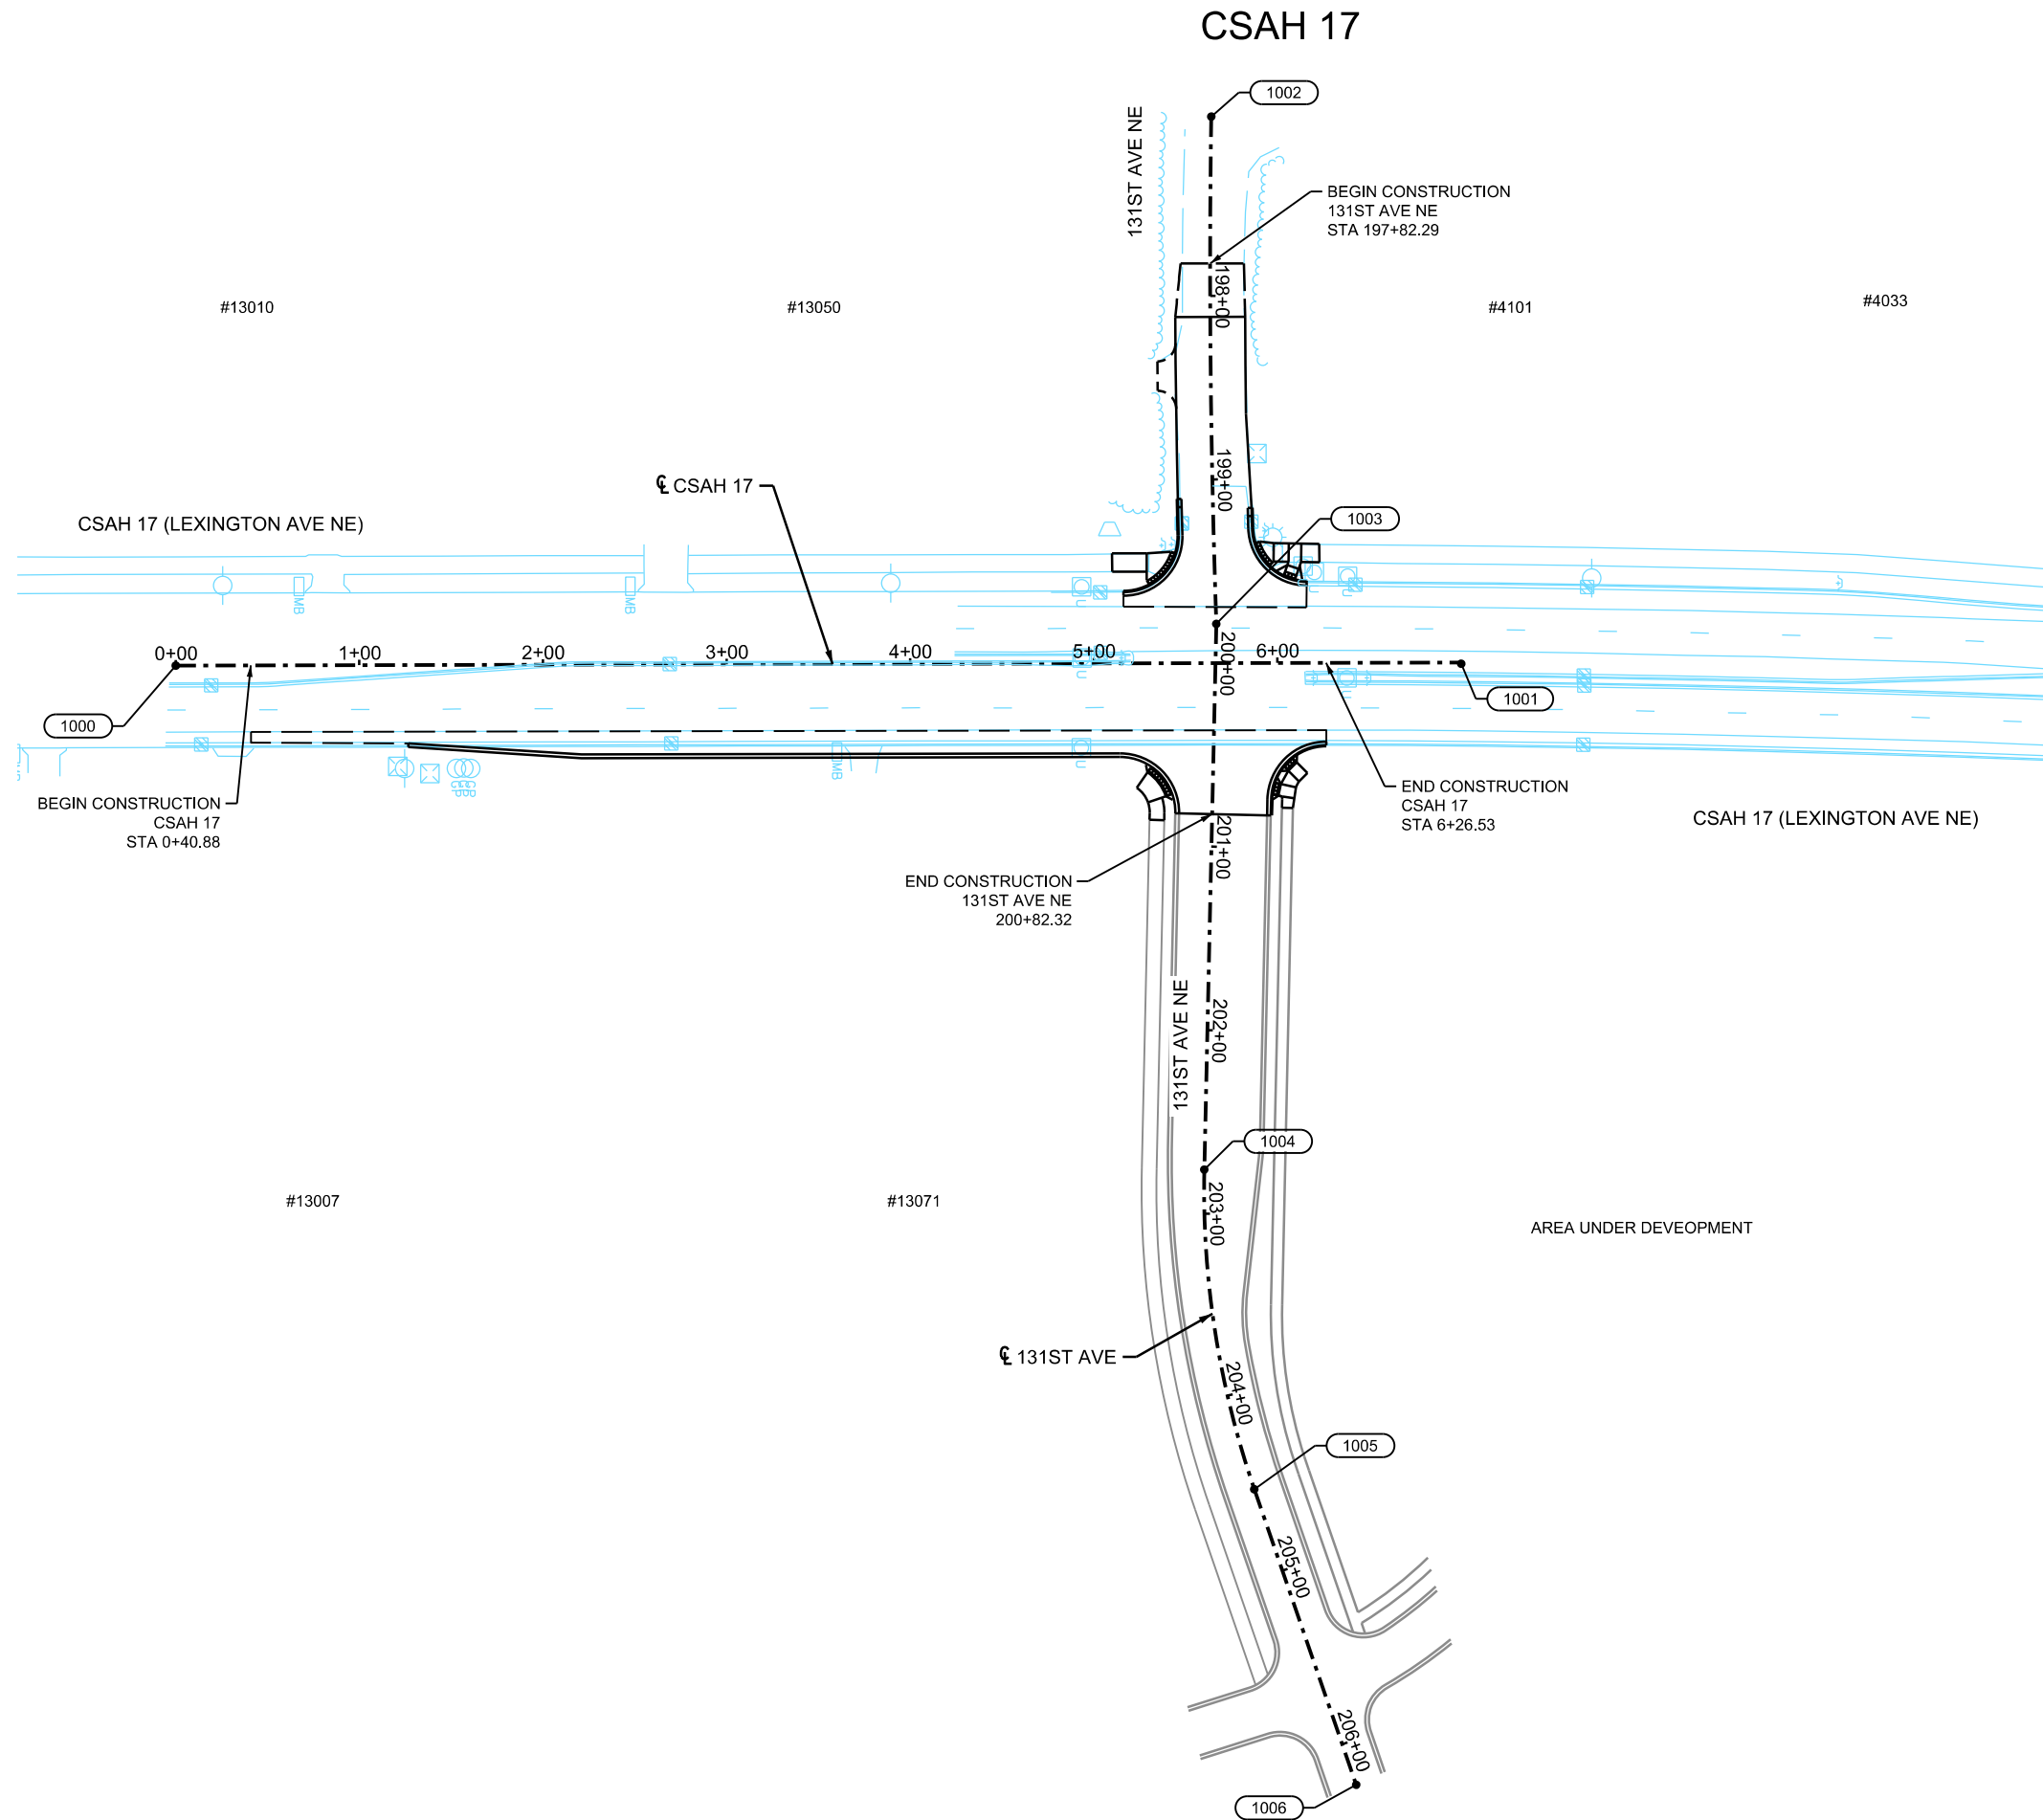 CSAH 17
1002
131ST AVE NE
BEGIN CONSTRUCTION
131ST AVE NE
STA 197+82.29
#13010
#13050
198+00
#4101
#4033
℄ CSAH 17
199+00
1003
CSAH 17 (LEXINGTON AVE NE)
MB
MB
U
U
U
0+00
1+00
2+00
3+00
4+00
5+00
6+00
200+00
U
U
1000
1001
MB
U
GP
GP
BEGIN CONSTRUCTION
CSAH 17
STA 0+40.88
END CONSTRUCTION
CSAH 17
STA 6+26.53
CSAH 17 (LEXINGTON AVE NE)
201+00
END CONSTRUCTION
131ST AVE NE
200+82.32
131ST AVE NE
202+00
1004
#13007
#13071
203+00
AREA UNDER DEVEOPMENT
℄ 131ST AVE
204+00
1005
205+00
206+00
1006